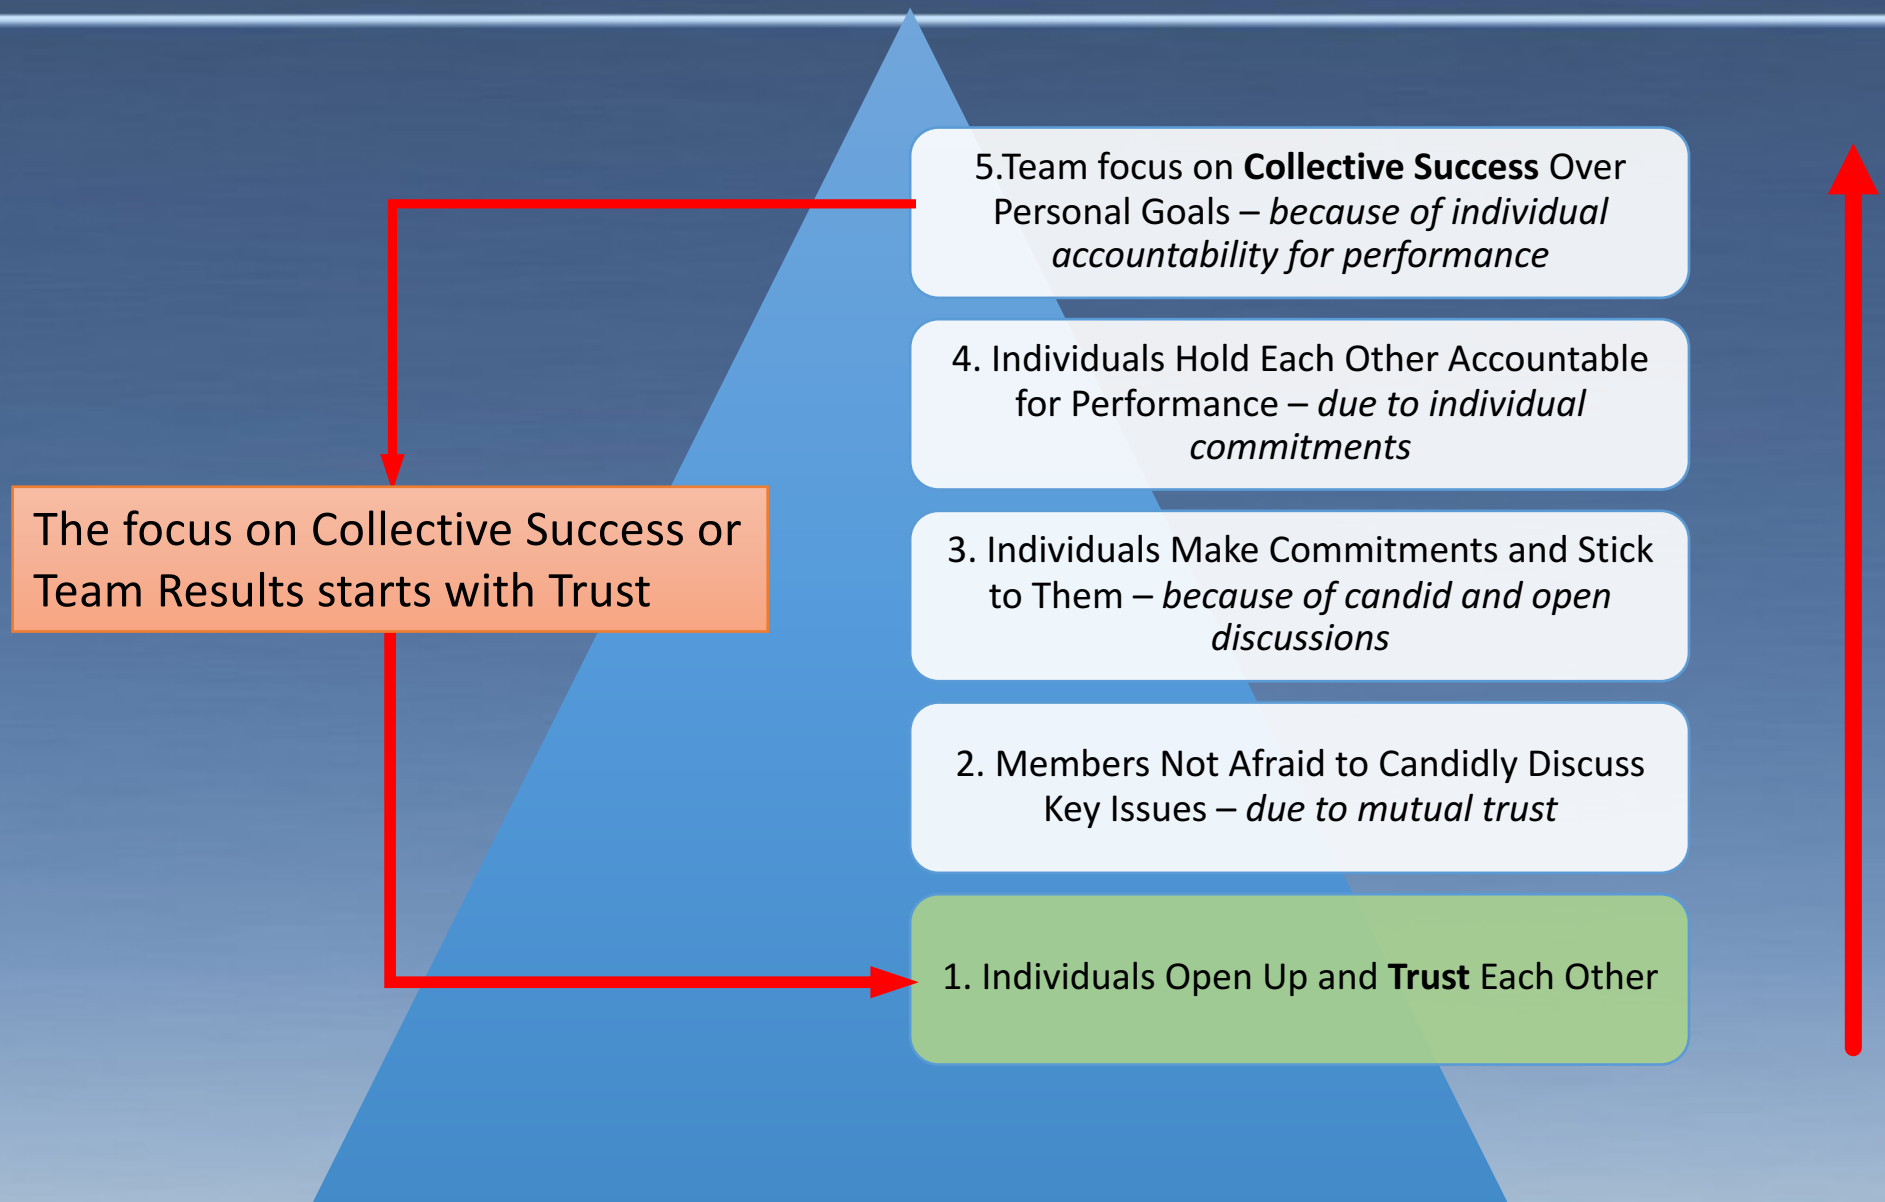 5.Team focus on Collective Success Over
Personal Goals – because of individual
accountability for performance
4. Individuals Hold Each Other Accountable
for Performance – due to individual
commitments
The focus on Collective Success or
Team Results starts with Trust
3. Individuals Make Commitments and Stick
to Them – because of candid and open
discussions
2. Members Not Afraid to Candidly Discuss
Key Issues – due to mutual trust
1. Individuals Open Up and Trust Each Other